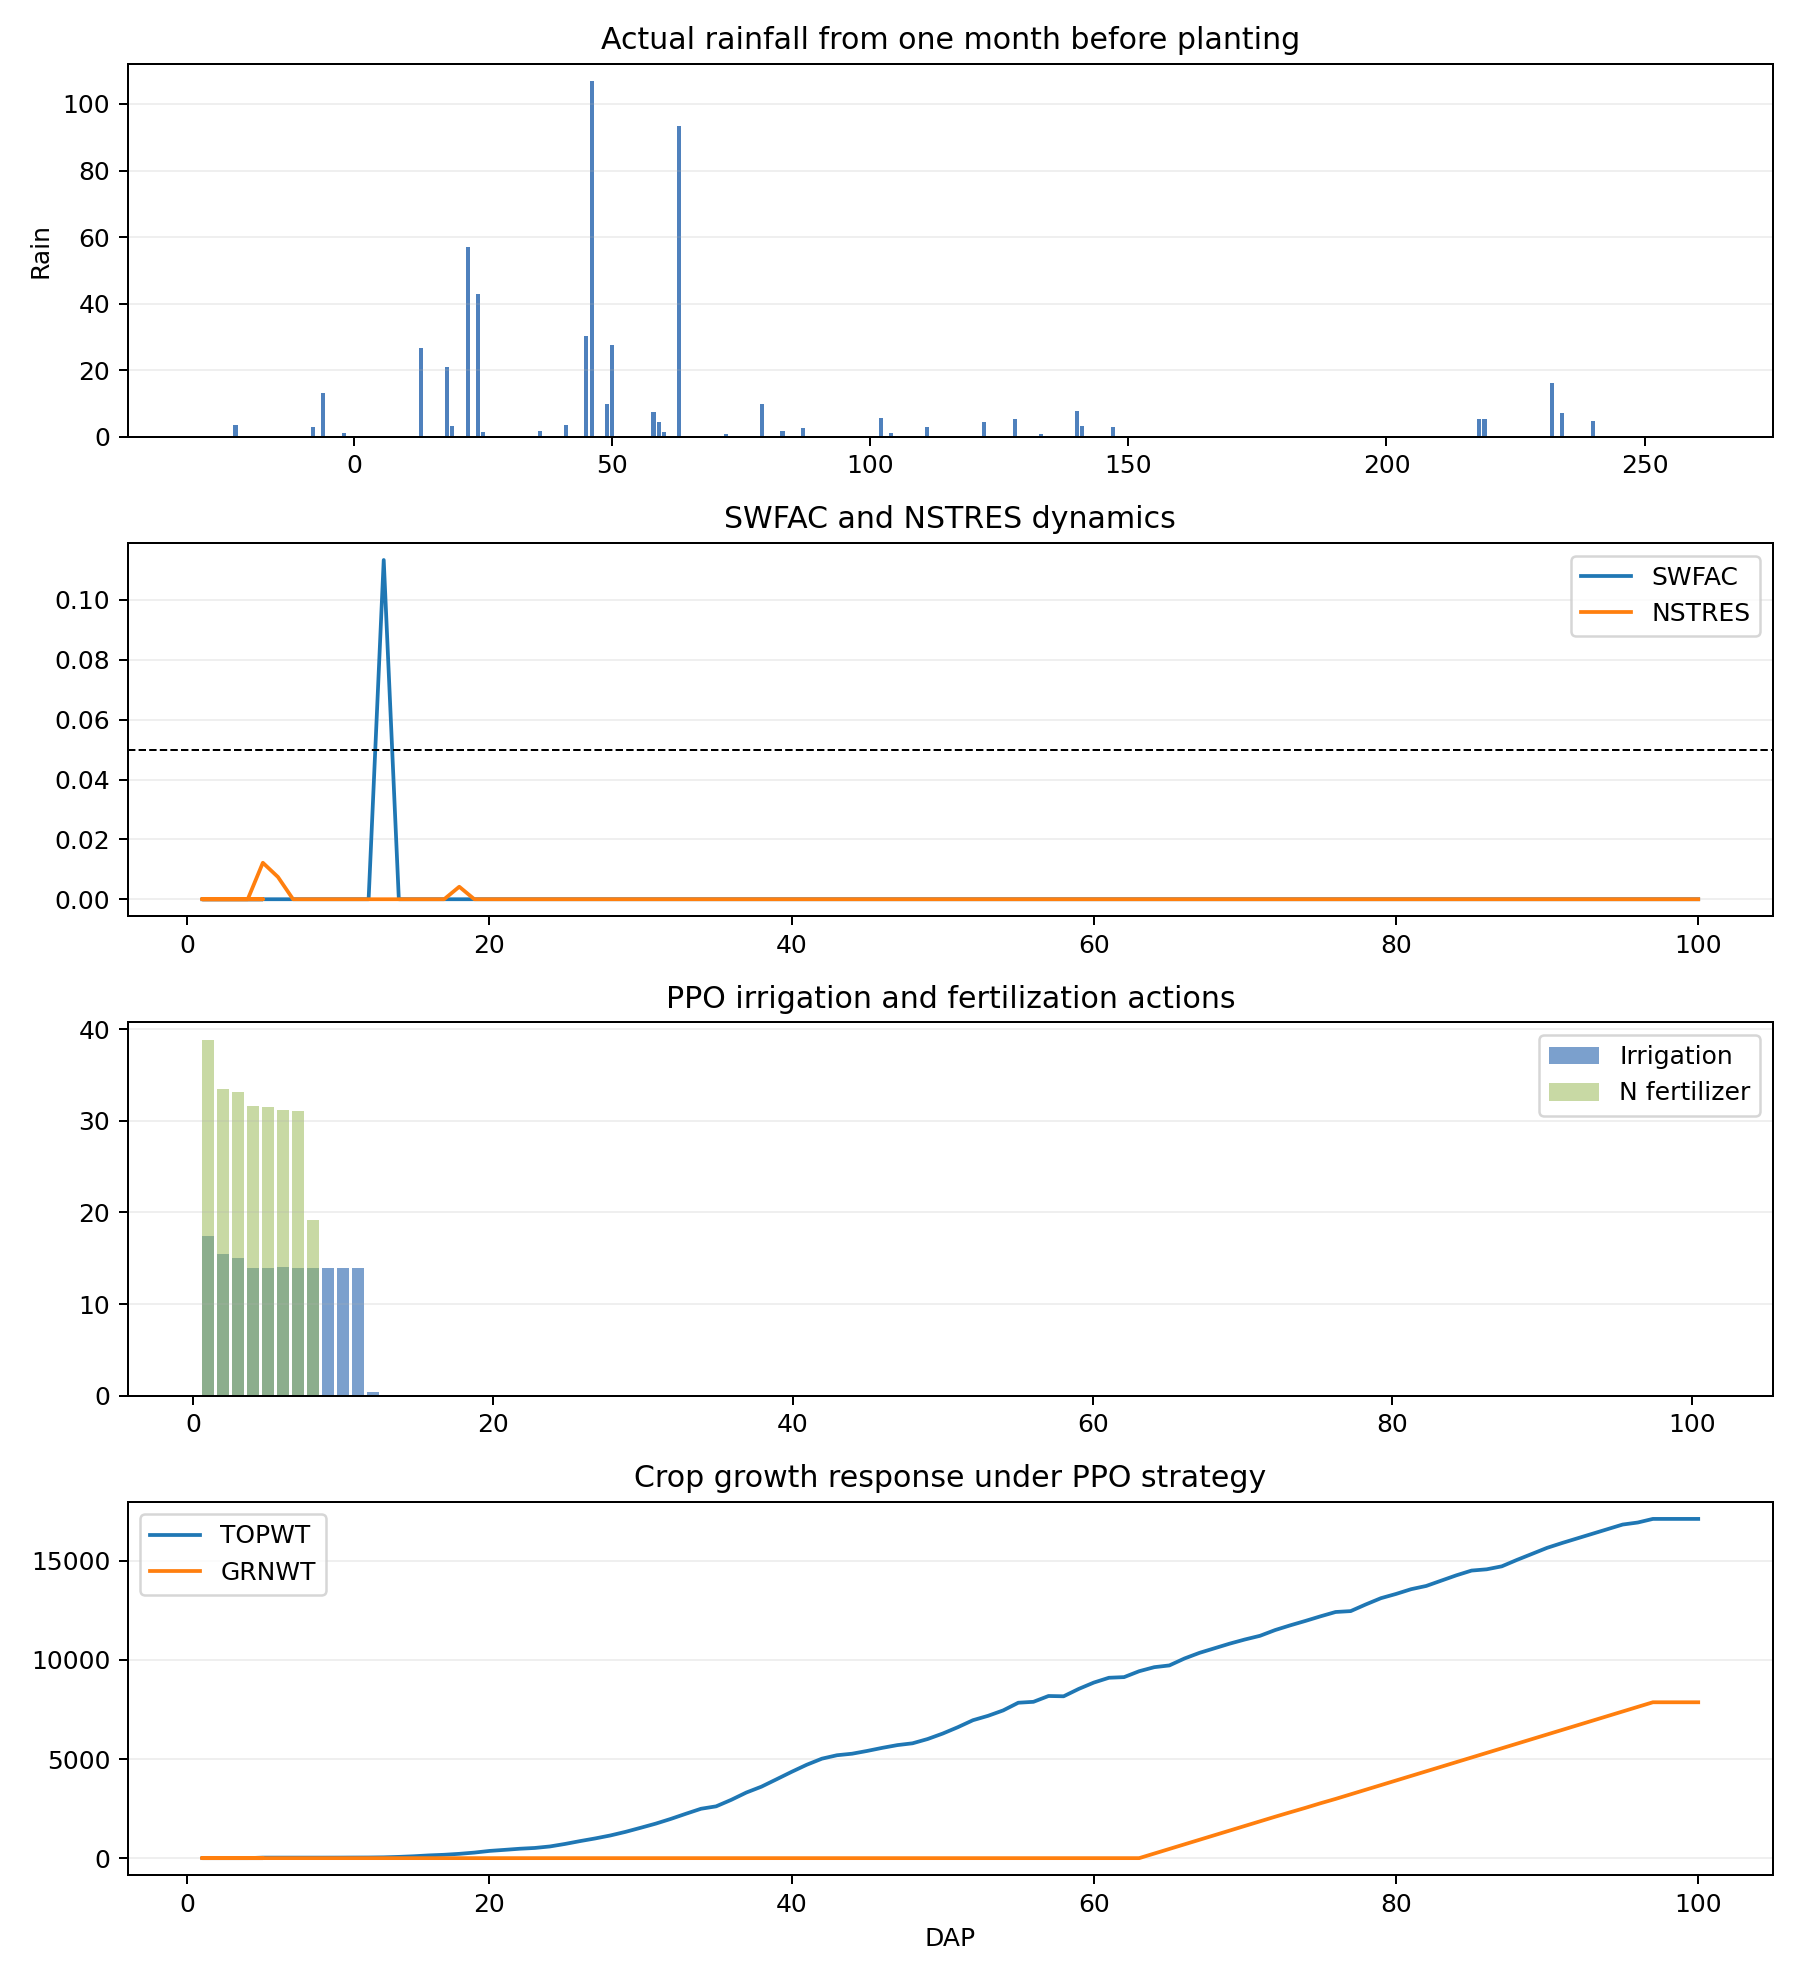 Actual rainfall from one month before planting
100
80
60
40
20
0
Rain
0 50 100 150 200 250
SWFAC and NSTRES dynamics
0.10
0.08
0.06
0.04
0.02
0.00
SWFAC
NSTRES
0 20 40 60 80 100
PPO irrigation and fertilization actions
40
30
20
10
0
Irrigation
N fertilizer
0 20 40 60 80 100
Crop growth response under PPO strategy
TOPWT
GRNWT
15000
10000
5000
0
0 20 40 60 80 100
DAP